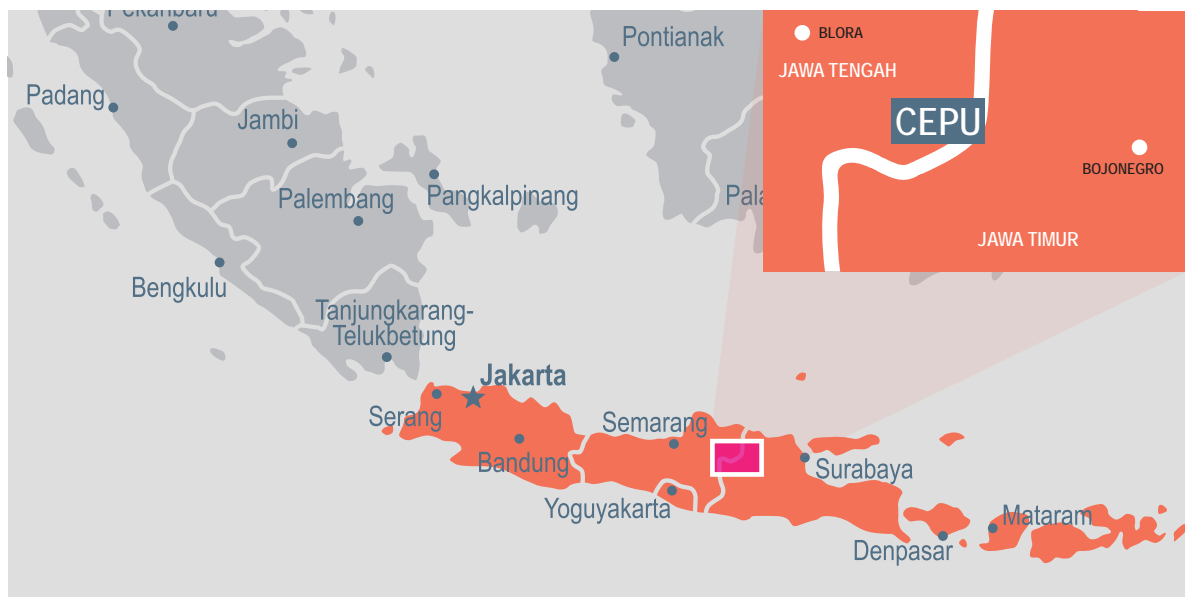 Pekanbaru
Pontianak
BLORA
JAWA TENGAH
Padang
CEPU
Jambi
BOJONEGRO
Palembang
Pangkalpinang
JAWA TIMUR
Bengkulu
Tanjungkarang-
Telukbetung
Jakarta
Serang
Semarang
Bandung
Surabaya
Yoguyakarta
Mataram
Denpasar